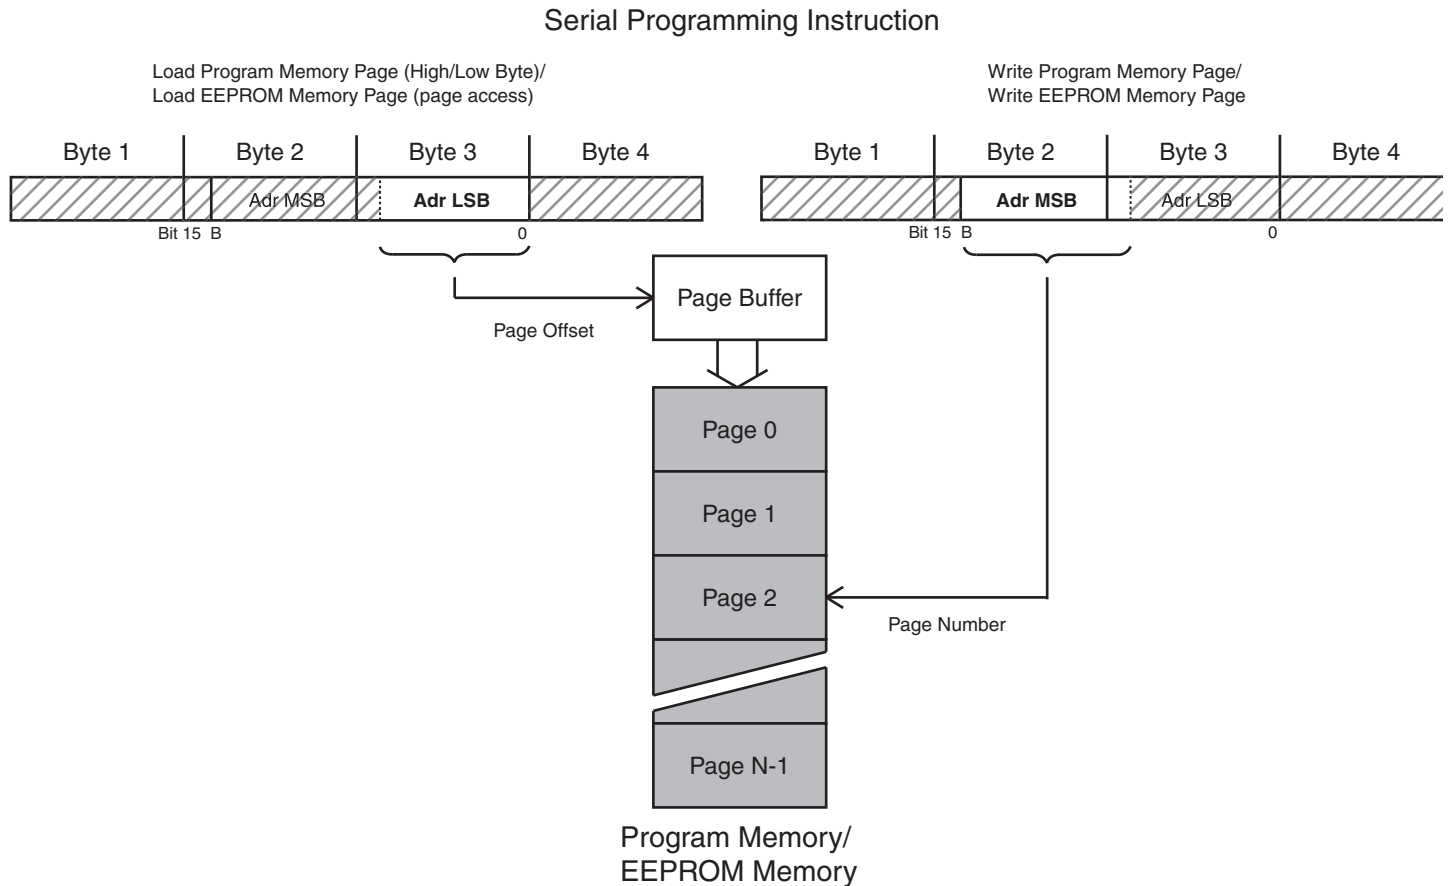 Serial Programming Instruction
Load Program Memory Page (High/Low Byte)/
Load EEPROM Memory Page (page access)
Write Program Memory Page/
Write EEPROM Memory Page
Byte 1 Byte 2 Byte 3 Byte 4
Adr MSB Adr LSB
Bit 15 B 0
Byte 1 Byte 2 Byte 3 Byte 4
Adr MSB Adr LSB
Bit 15 B 0
Page Buffer
Page Offset
Page 0
Page 1
Page 2
Page Number
Page N-1
Program Memory/
EEPROM Memory